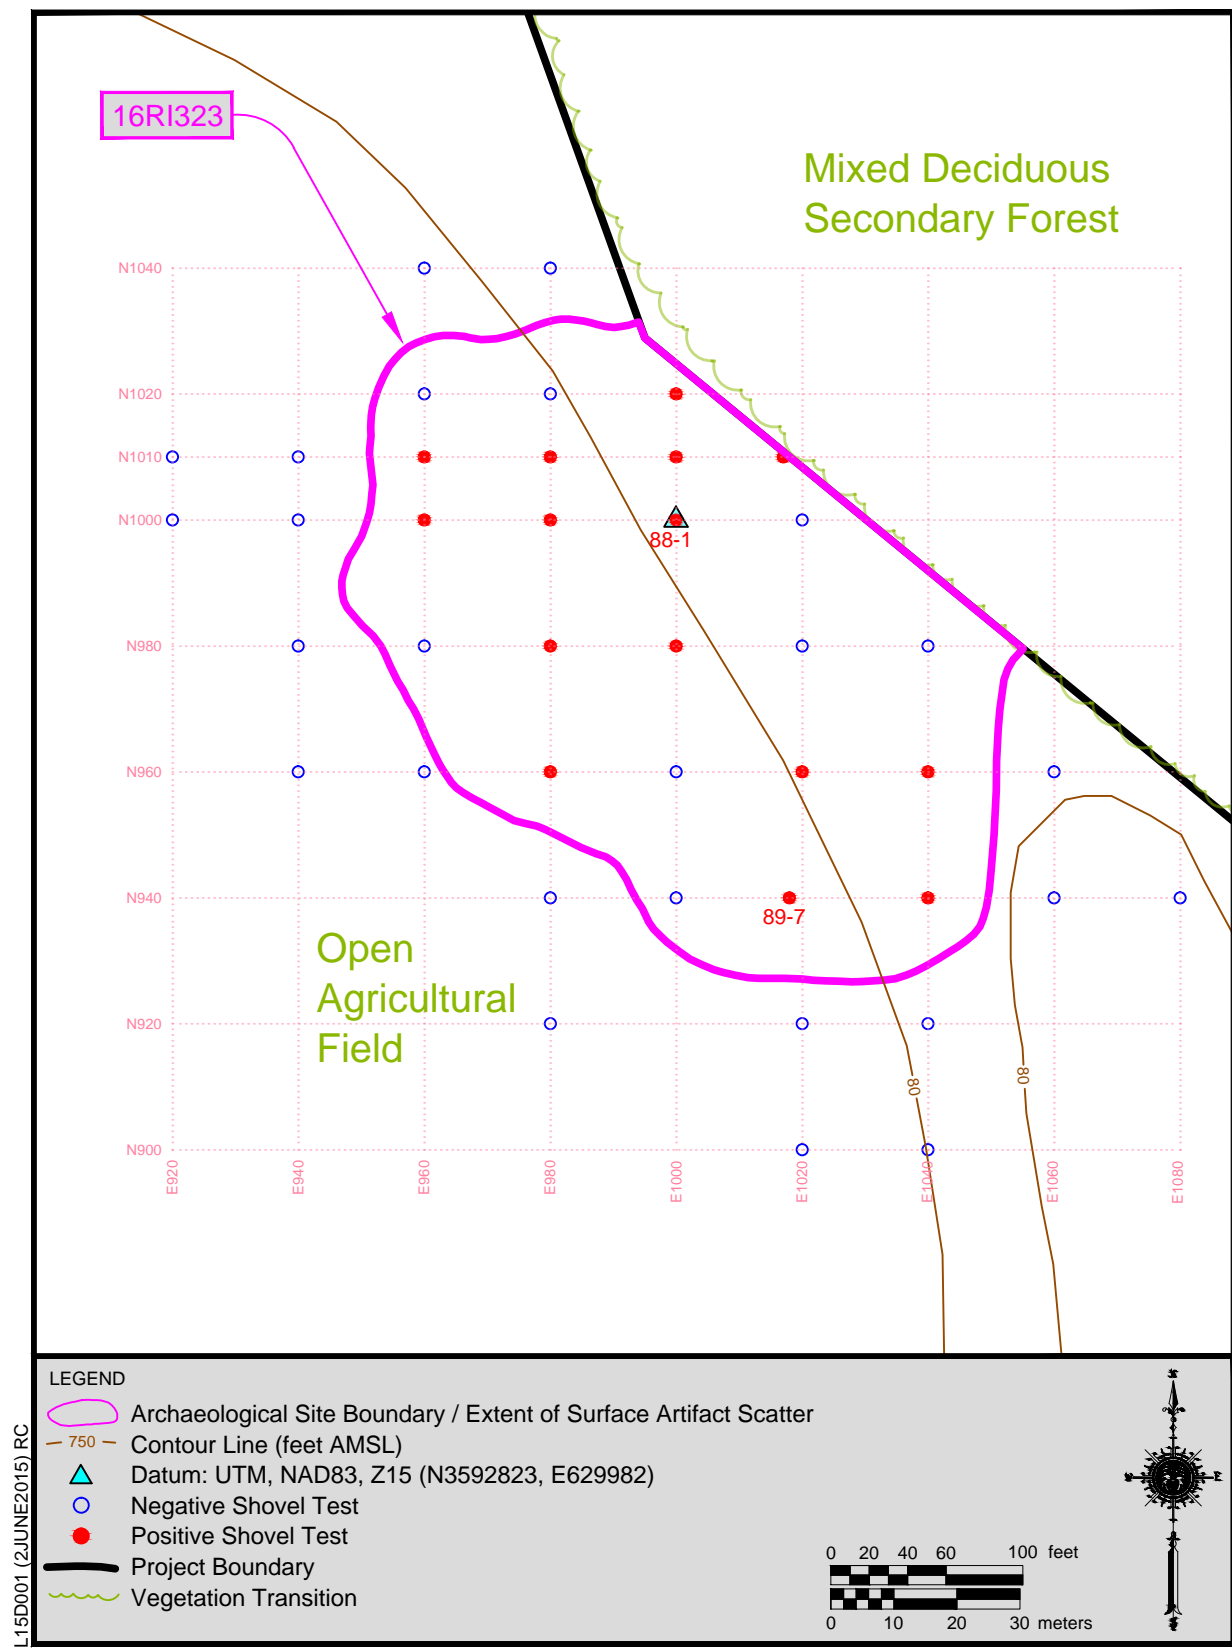 16RI323
Mixed Deciduous
Secondary Forest
N1040
N1020
N1010
N1000
88-1
N980
N960
N940
89-7
Open
Agricultural
Field
N920
80
80
N900
E920
E940
E960
E980
E1000
E1020
E1040
E1060
E1080
LEGEND
Archaeological Site Boundary / Extent of Surface Artifact Scatter
750
Contour Line (feet AMSL)
Datum: UTM, NAD83, Z15 (N3592823, E629982)
Negative Shovel Test
Positive Shovel Test
Project Boundary
Vegetation Transition
0 20 40 60 100 feet
0 10 20 30 meters
L15D001 (2JUNE2015) RC